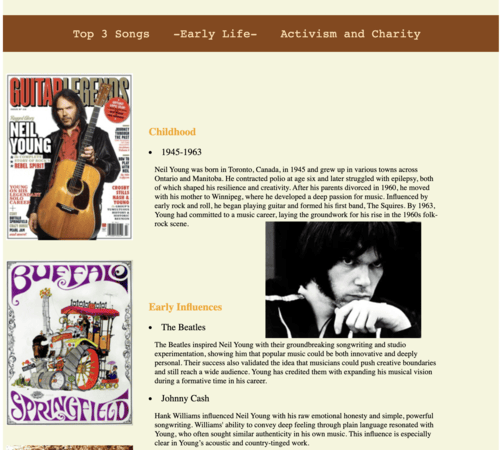 Top 3 Songs -Early Life- Activism and Charity
GUITAR LEGENDS
NEIL
YOUNG
REBEL SPIRIT
Childhood
• 1945-1963
Neil Young was born in Toronto, Canada, in 1945 and grew up in various towns across
Ontario and Manitoba. He contracted polio at age six and later struggled with epilepsy, both
of which shaped his resilience and creativity. After his parents divorced in 1960, he moved
with his mother to Winnipeg, where he developed a deep passion for music. Influenced by
early rock and roll, he began playing guitar and formed his first band, The Squires. By 1963,
Young had committed to a music career, laying the groundwork for his rise in the 1960s folk-
rock scene.
BUFFALO
SPRINGFIELD
Early Influences
• The Beatles
The Beatles inspired Neil Young with their groundbreaking songwriting and studio
experimentation, showing him that popular music could be both innovative and deeply
personal. Their success also validated the idea that musicians could push creative boundaries
and still reach a wide audience. Young has credited them with expanding his musical vision
during a formative time in his career.
• Johnny Cash
Hank Williams influenced Neil Young with his raw emotional honesty and simple, powerful
songwriting. Williams' ability to convey deep feeling through plain language resonated with
Young, who often sought similar authenticity in his own music. This influence is especially
clear in Young's acoustic and country-tinged work.